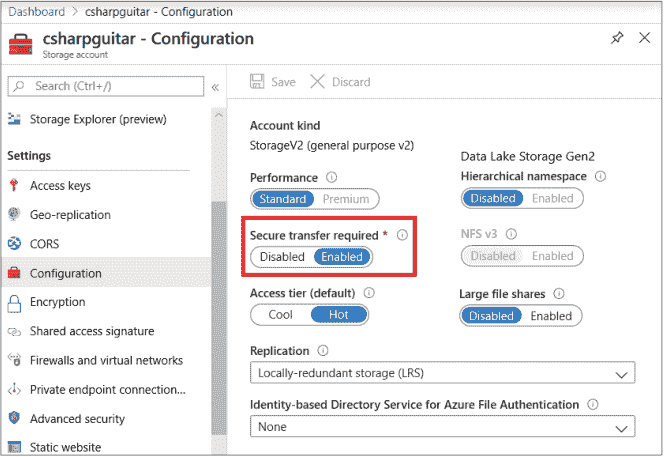 Dashboard > csharpguitar - Configuration
csharpguitar - Configuration
Storage account
Search (Ctrl+/)
Storage Explorer (preview)
Settings
Access keys
Geo-replication
CORS
Configuration
Encryption
Shared access signature
Firewalls and virtual networks
Private endpoint connection...
Advanced security
Static website
Save Discard
Account kind
StorageV2 (general purpose v2)
Performance
Standard Premium
Secure transfer required *
Disabled Enabled
Access tier (default)
Cool Hot
Data Lake Storage Gen2
Hierarchical namespace
Disabled Enabled
NFS v3
Disabled Enabled
Large file shares
Disabled Enabled
Replication
Locally-redundant storage (LRS)
Identity-based Directory Service for Azure File Authentication
None